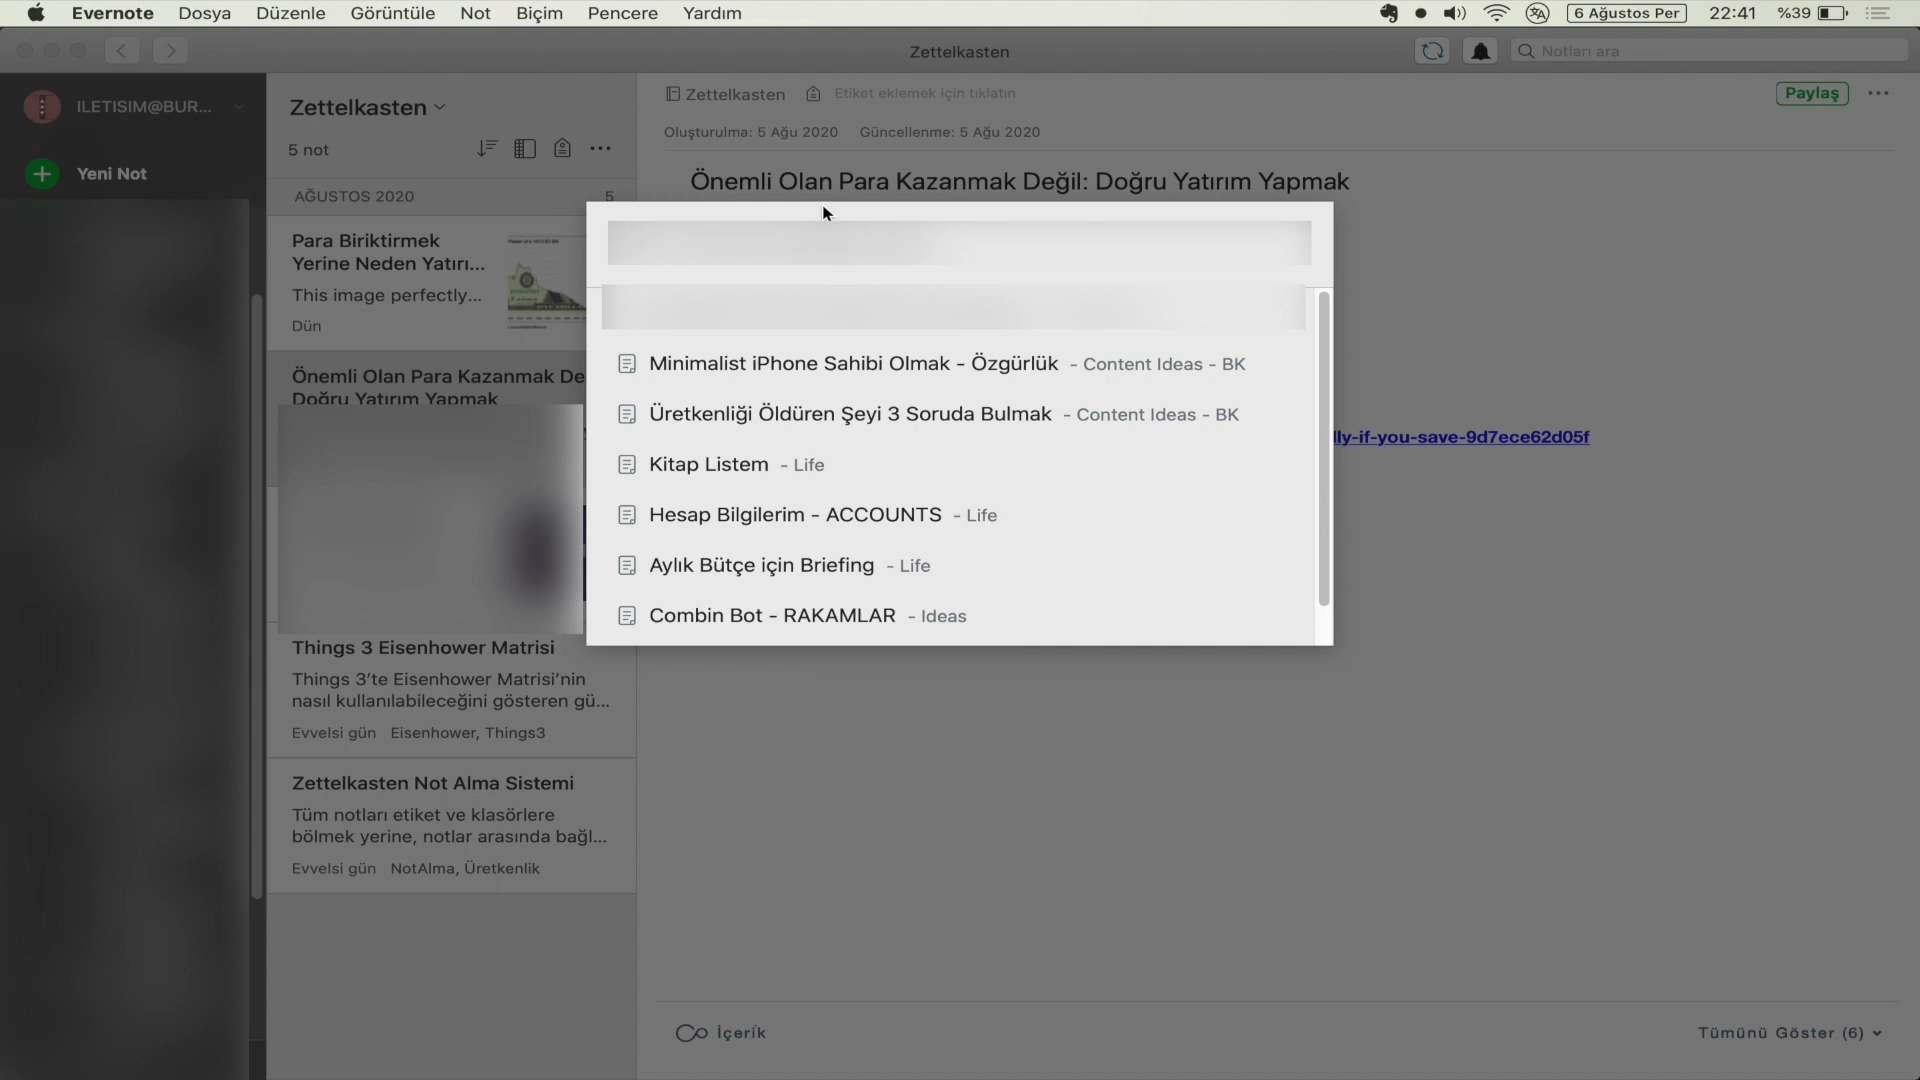 Evernote Dosya Düzenle Görüntüle Not Biçim Pencere Yardım
6 Ağustos Per 22:41 %39
Zettelkasten
Notları ara
ILETISIM@BUR...
Yeni Not
Zettelkasten
5 not
AĞUSTOS 2020 5
Para Biriktirmek
Yerine Neden Yatırı...
This image perfectly...
Dün
Önemli Olan Para Kazanmak De
Doğru Yatırım Yapmak
Things 3 Eisenhower Matrisi
Things 3'te Eisenhower Matrisi'nin
nasıl kullanılabileceğini gösteren gü...
Evvelsi gün Eisenhower, Things3
Zettelkasten Not Alma Sistemi
Tüm notları etiket ve klasörlere
bölmek yerine, notlar arasında bağl...
Evvelsi gün NotAlma, Üretkenlik
Zettelkasten Etiket eklemek için tıklatın
Paylaş
Oluşturulma: 5 Ağu 2020 Güncellenme: 5 Ağu 2020
Önemli Olan Para Kazanmak Değil: Doğru Yatırım Yapmak
Minimalist iPhone Sahibi Olmak - Özgürlük - Content Ideas - BK
Üretkenliği Öldüren Şeyi 3 Soruda Bulmak - Content Ideas - BK
Kitap Listem - Life
Hesap Bilgilerim - ACCOUNTS - Life
Aylık Bütçe için Briefing - Life
Combin Bot - RAKAMLAR - Ideas
lly-if-you-save-9d7ece62d05f
İçerik
Tümünü Göster (6)